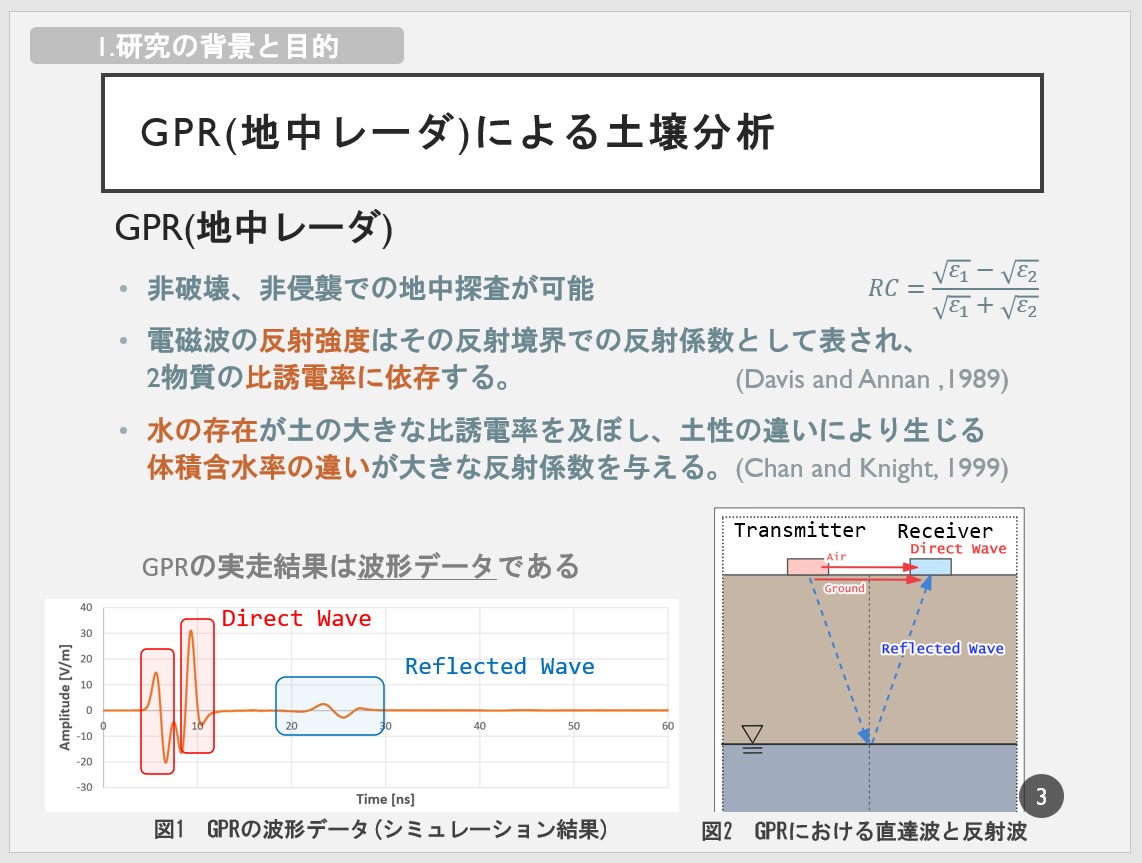 1.研究の背景と目的
GPR(地中レーダ)による土壌分析
GPR(地中レーダ)
• 非破壊、非侵襲での地中探査が可能
RC = (√ε1 − √ε2) / (√ε1 + √ε2)
• 電磁波の反射強度はその反射境界での反射係数として表され、
2物質の比誘電率に依存する。 (Davis and Annan ,1989)
• 水の存在が土の大きな比誘電率を及ぼし、土性の違いにより生じる
体積含水率の違いが大きな反射係数を与える。 (Chan and Knight, 1999)
GPRの実走結果は波形データである
Direct Wave
Reflected Wave
Amplitude [V/m]
40
30
20
10
0
-10
-20
-30
0 10 20 30 40 50 60
Time [ns]
図1 GPRの波形データ(シミュレーション結果)
Transmitter Receiver
Direct Wave
Air
Ground
Reflected Wave
図2 GPRにおける直達波と反射波
3